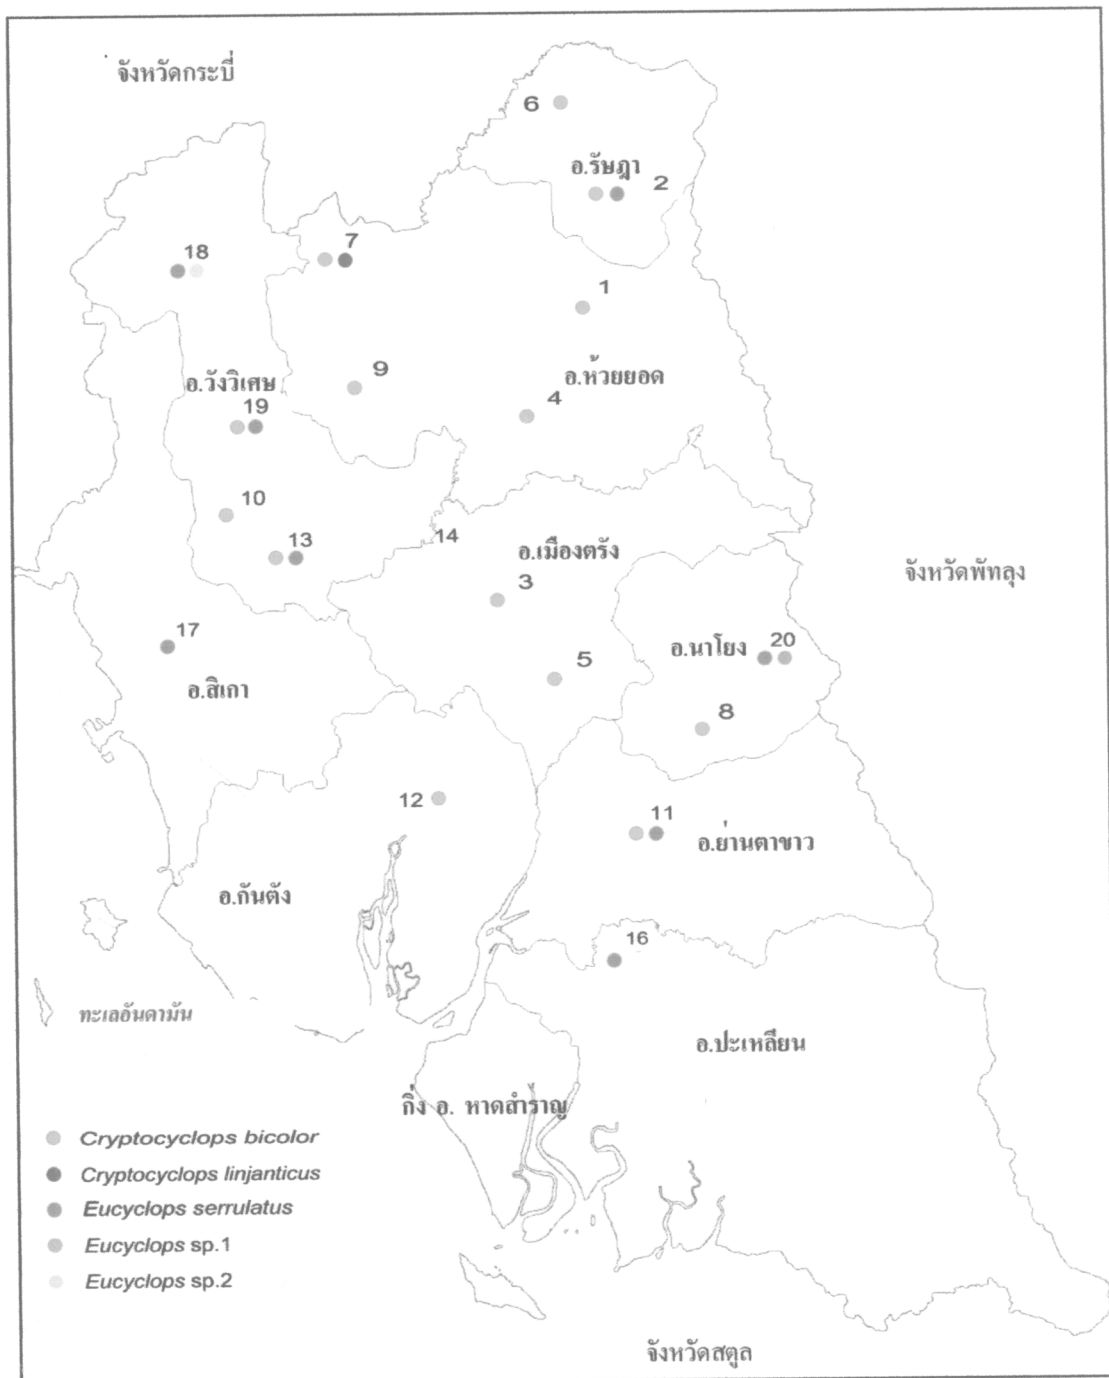 จังหวัดกระบี่
6
อ.รัษฎา
2
18
7
1
อ.วังวิเศษ
9
อ.ห้วยยอด
19
4
10
13
14
อ.เมืองตรัง
จังหวัดพัทลุง
3
17
อ.นาโยง
20
อ.สิเกา
5
8
12
11
อ.ย่านตาขาว
อ.กันตัง
16
ทะเลอันดามัน
อ.ปะเหลียน
กิ่ง อ. หาดสำราญ
Cryptocyclops bicolor
Cryptocyclops linjanticus
Eucyclops serrulatus
Eucyclops sp.1
Eucyclops sp.2
จังหวัดสตูล